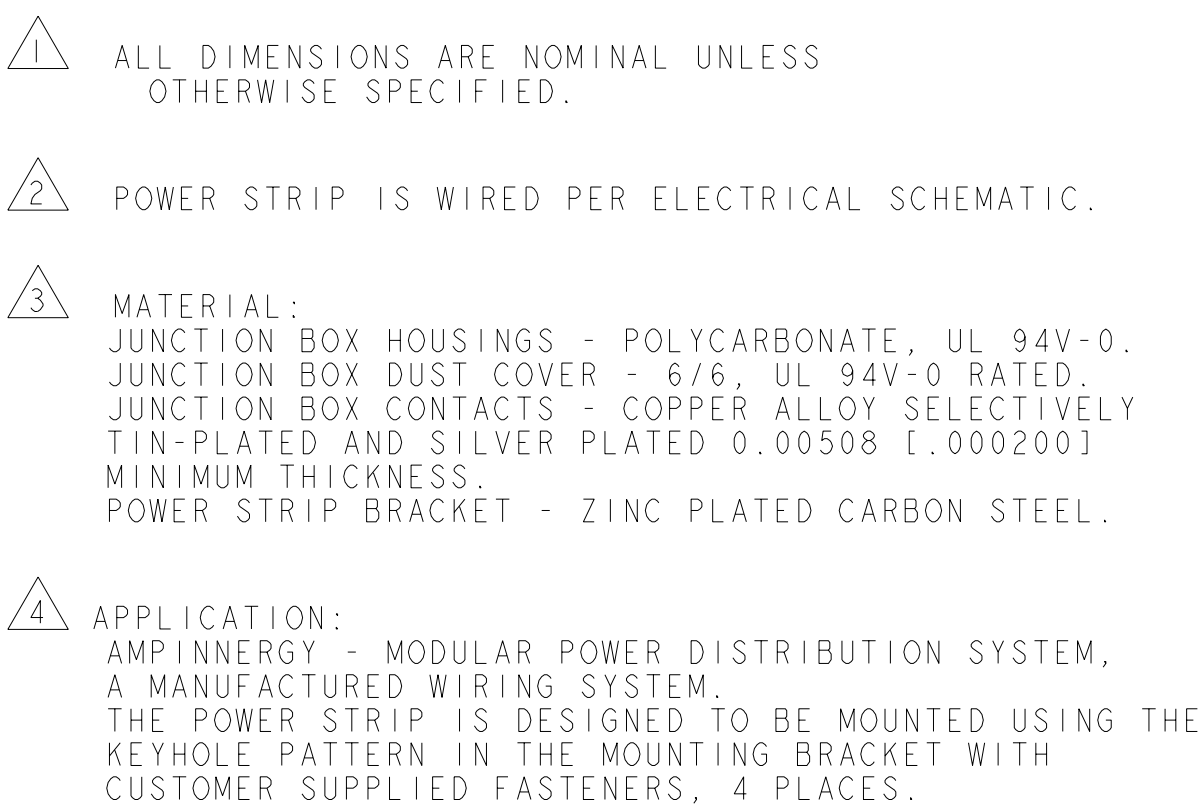 1 ALL DIMENSIONS ARE NOMINAL UNLESS
OTHERWISE SPECIFIED.
2 POWER STRIP IS WIRED PER ELECTRICAL SCHEMATIC.
3 MATERIAL:
JUNCTION BOX HOUSINGS - POLYCARBONATE, UL 94V-0.
JUNCTION BOX DUST COVER - 6/6, UL 94V-0 RATED.
JUNCTION BOX CONTACTS - COPPER ALLOY SELECTIVELY
TIN-PLATED AND SILVER PLATED 0.00508 [.000200]
MINIMUM THICKNESS.
POWER STRIP BRACKET - ZINC PLATED CARBON STEEL.
4 APPLICATION:
AMPINNERGY - MODULAR POWER DISTRIBUTION SYSTEM,
A MANUFACTURED WIRING SYSTEM.
THE POWER STRIP IS DESIGNED TO BE MOUNTED USING THE
KEYHOLE PATTERN IN THE MOUNTING BRACKET WITH
CUSTOMER SUPPLIED FASTENERS, 4 PLACES.